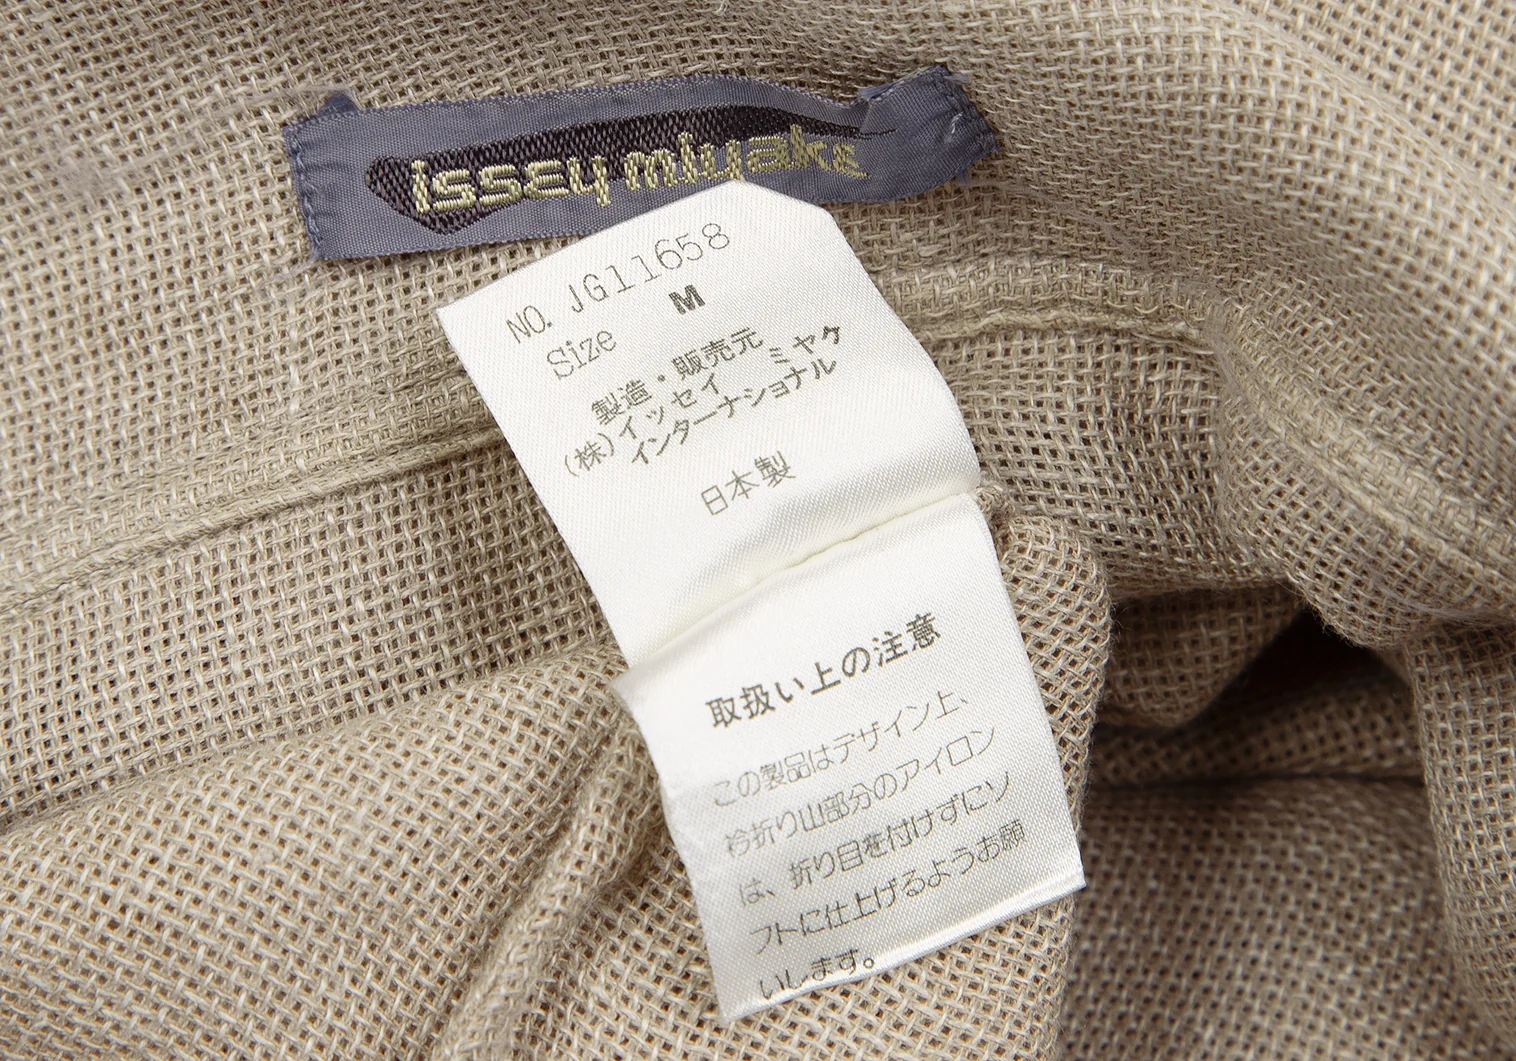 issey miyake
NO. JG11658
Size M
製造・販売元
(株)イッセイ ミヤケ
インターナショナル
日本製
取扱い上の注意
この製品はデザイン上、
衿折り山部分のアイロン
は、折り目を付けずにソ
フトに仕上げるようお願
いします。